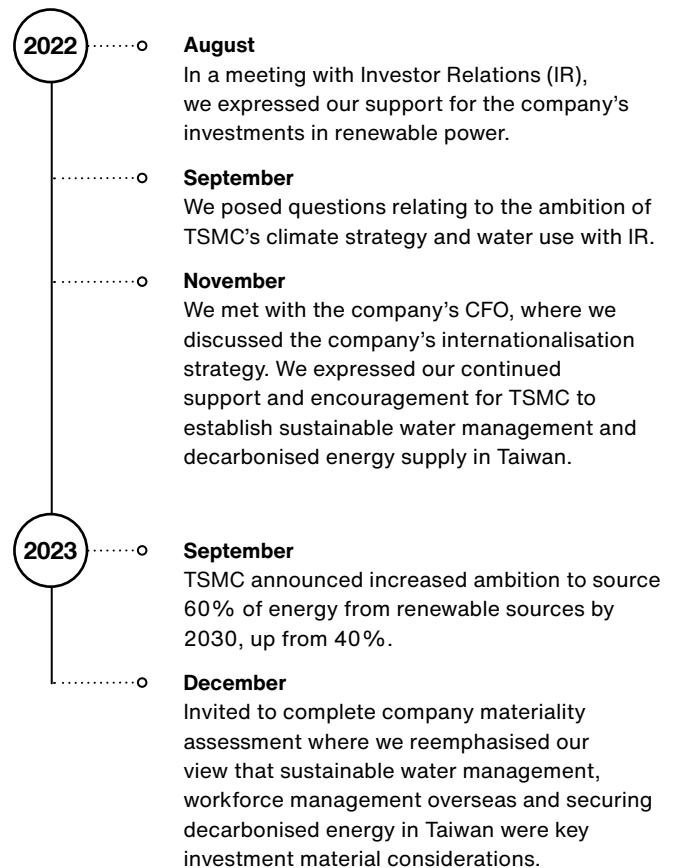 2022
August
In a meeting with Investor Relations (IR),
we expressed our support for the company’s
investments in renewable power.
September
We posed questions relating to the ambition of
TSMC’s climate strategy and water use with IR.
November
We met with the company’s CFO, where we
discussed the company’s internationalisation
strategy. We expressed our continued
support and encouragement for TSMC to
establish sustainable water management and
decarbonised energy supply in Taiwan.
2023
September
TSMC announced increased ambition to source
60% of energy from renewable sources by
2030, up from 40%.
December
Invited to complete company materiality
assessment where we reemphasised our
view that sustainable water management,
workforce management overseas and securing
decarbonised energy in Taiwan were key
investment material considerations.